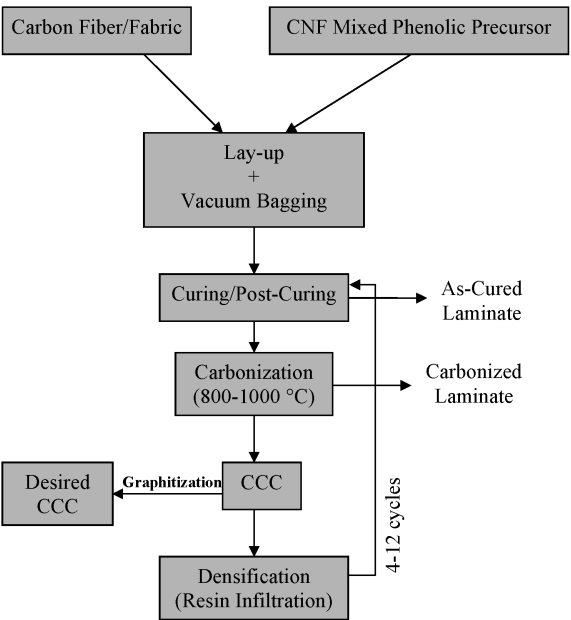 Carbon Fiber/Fabric
CNF Mixed Phenolic Precursor
Lay-up
+
Vacuum Bagging
Curing/Post-Curing
As-Cured
Laminate
Carbonization
(800-1000 °C)
Carbonized
Laminate
Desired
CCC
Graphitization
CCC
4-12 cycles
Densification
(Resin Infiltration)